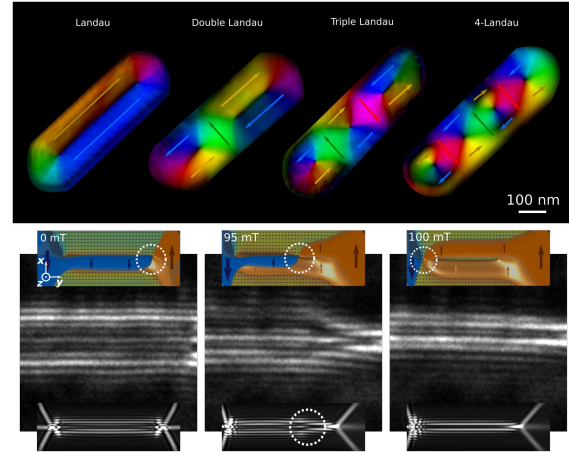 Landau
Double Landau
Triple Landau
4-Landau
100 nm
0 mT
95 mT
100 mT
x
z
y